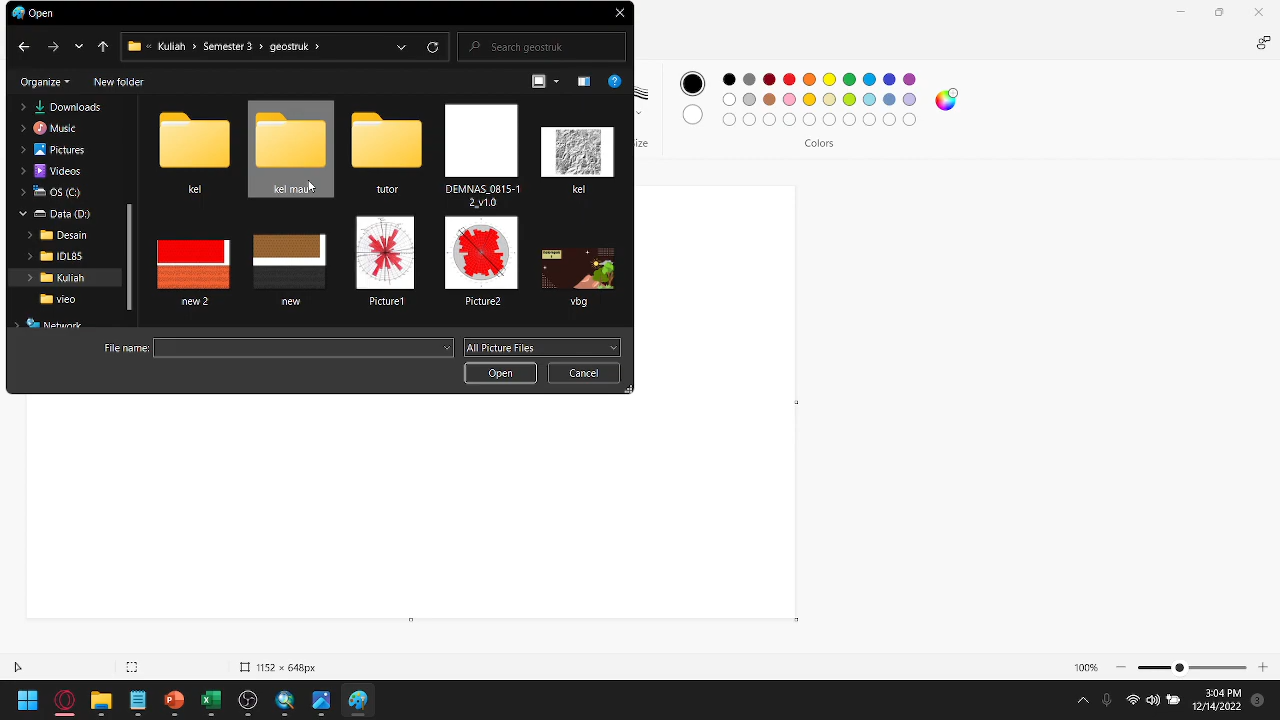 Open
« Kuliah > Semester 3 > geostruk >
Search geostruk
Organize
New folder
Downloads
Music
Pictures
Videos
OS (C:)
Data (D:)
Desain
IDL85
Kuliah
vieo
Network
kel
kel mauu
tutor
DEMNAS_0815-1
2_v1.0
kel
new 2
new
Picture1
Picture2
vbg
File name:
All Picture Files
Open
Cancel
Colors
1152 × 648px
100%
3:04 PM
12/14/2022
3